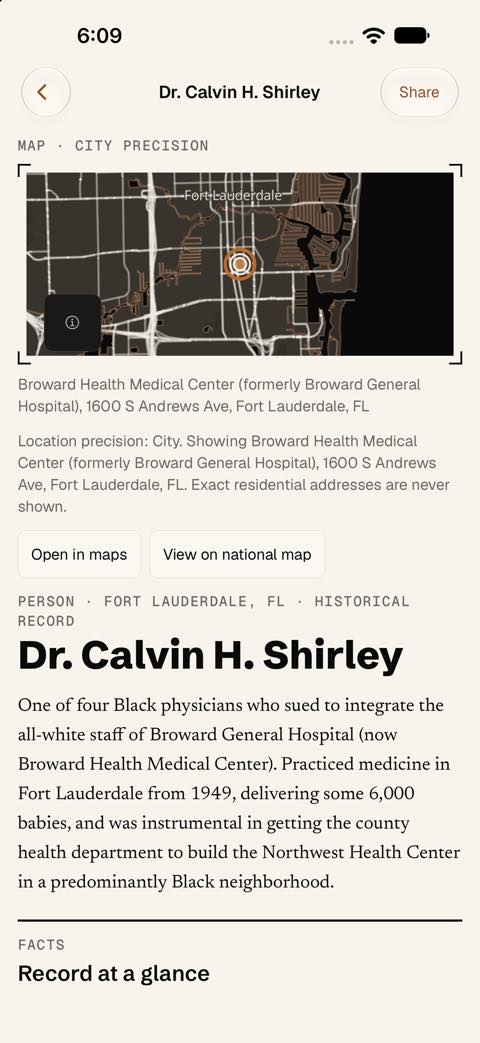 6:09
Dr. Calvin H. Shirley
Share
MAP · CITY PRECISION
Fort Lauderdale
Broward Health Medical Center (formerly Broward General
Hospital), 1600 S Andrews Ave, Fort Lauderdale, FL
Location precision: City. Showing Broward Health Medical
Center (formerly Broward General Hospital), 1600 S Andrews
Ave, Fort Lauderdale, FL. Exact residential addresses are never
shown.
Open in maps
View on national map
PERSON · FORT LAUDERDALE, FL · HISTORICAL
RECORD
Dr. Calvin H. Shirley
One of four Black physicians who sued to integrate the
all-white staff of Broward General Hospital (now
Broward Health Medical Center). Practiced medicine in
Fort Lauderdale from 1949, delivering some 6,000
babies, and was instrumental in getting the county
health department to build the Northwest Health Center
in a predominantly Black neighborhood.
FACTS
Record at a glance